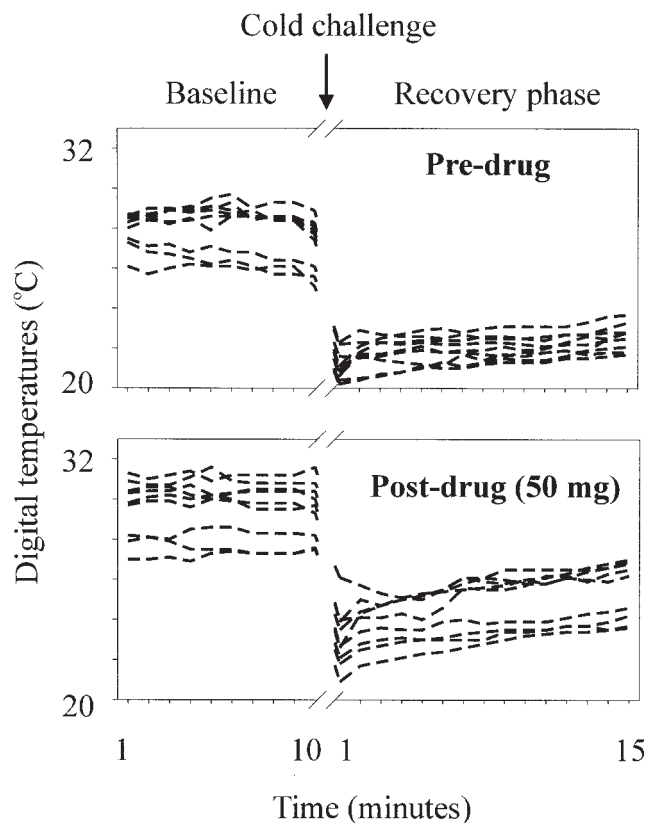 Cold challenge
Baseline Recovery phase
32
Pre-drug
20
32
Post-drug (50 mg)
20
Digital temperatures (°C)
1 10 1 15
Time (minutes)